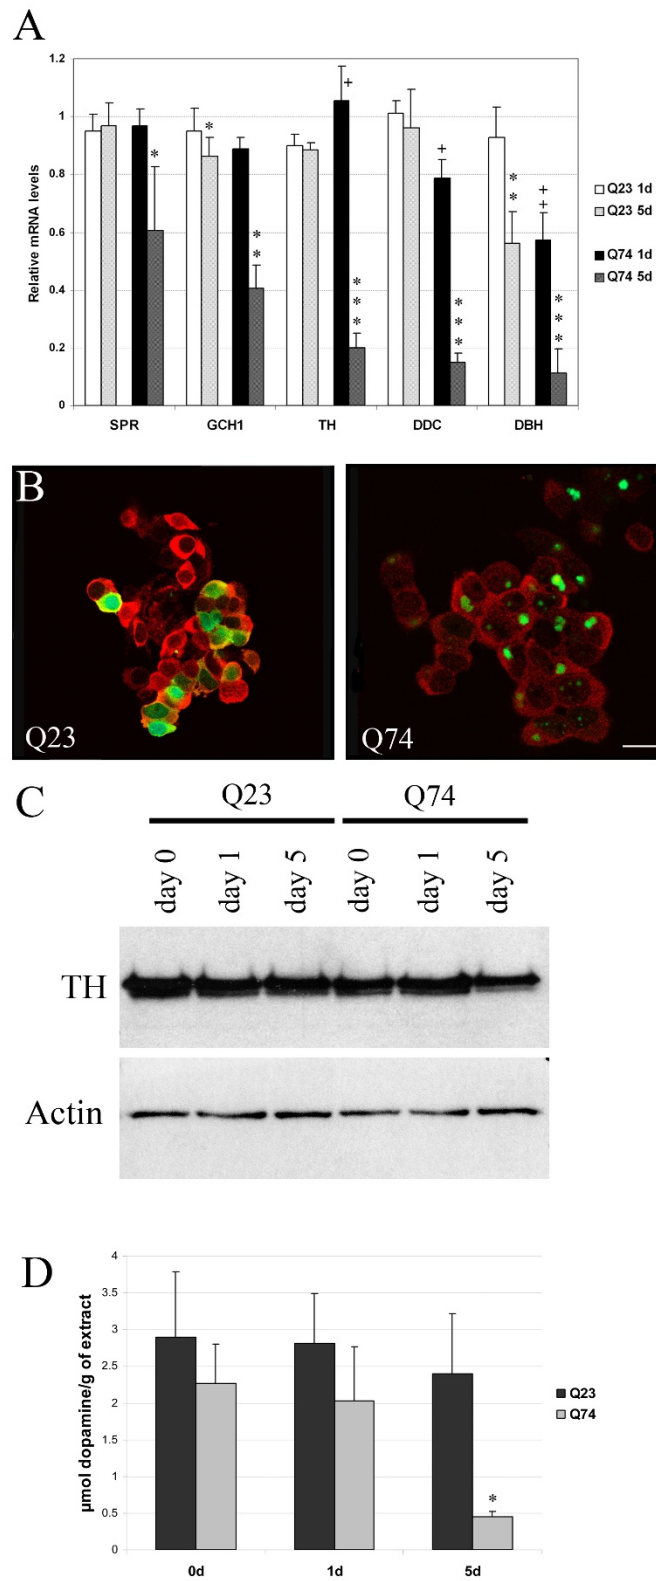 A
1.2
1
0.8
0.6
0.4
0.2
0
Relative mRNA levels
* * * * + * * * + * * * * * + + * * *
SPR GCH1 TH DDC DBH
Q23 1d
Q23 5d
Q74 1d
Q74 5d
B
Q23 Q74
C
Q23 Q74
day 0 day 1 day 5 day 0 day 1 day 5
TH
Actin
D
4
3.5
3
2.5
2
1.5
1
0.5
0
µmol dopamine/g of extract
*
0d 1d 5d
Q23
Q74